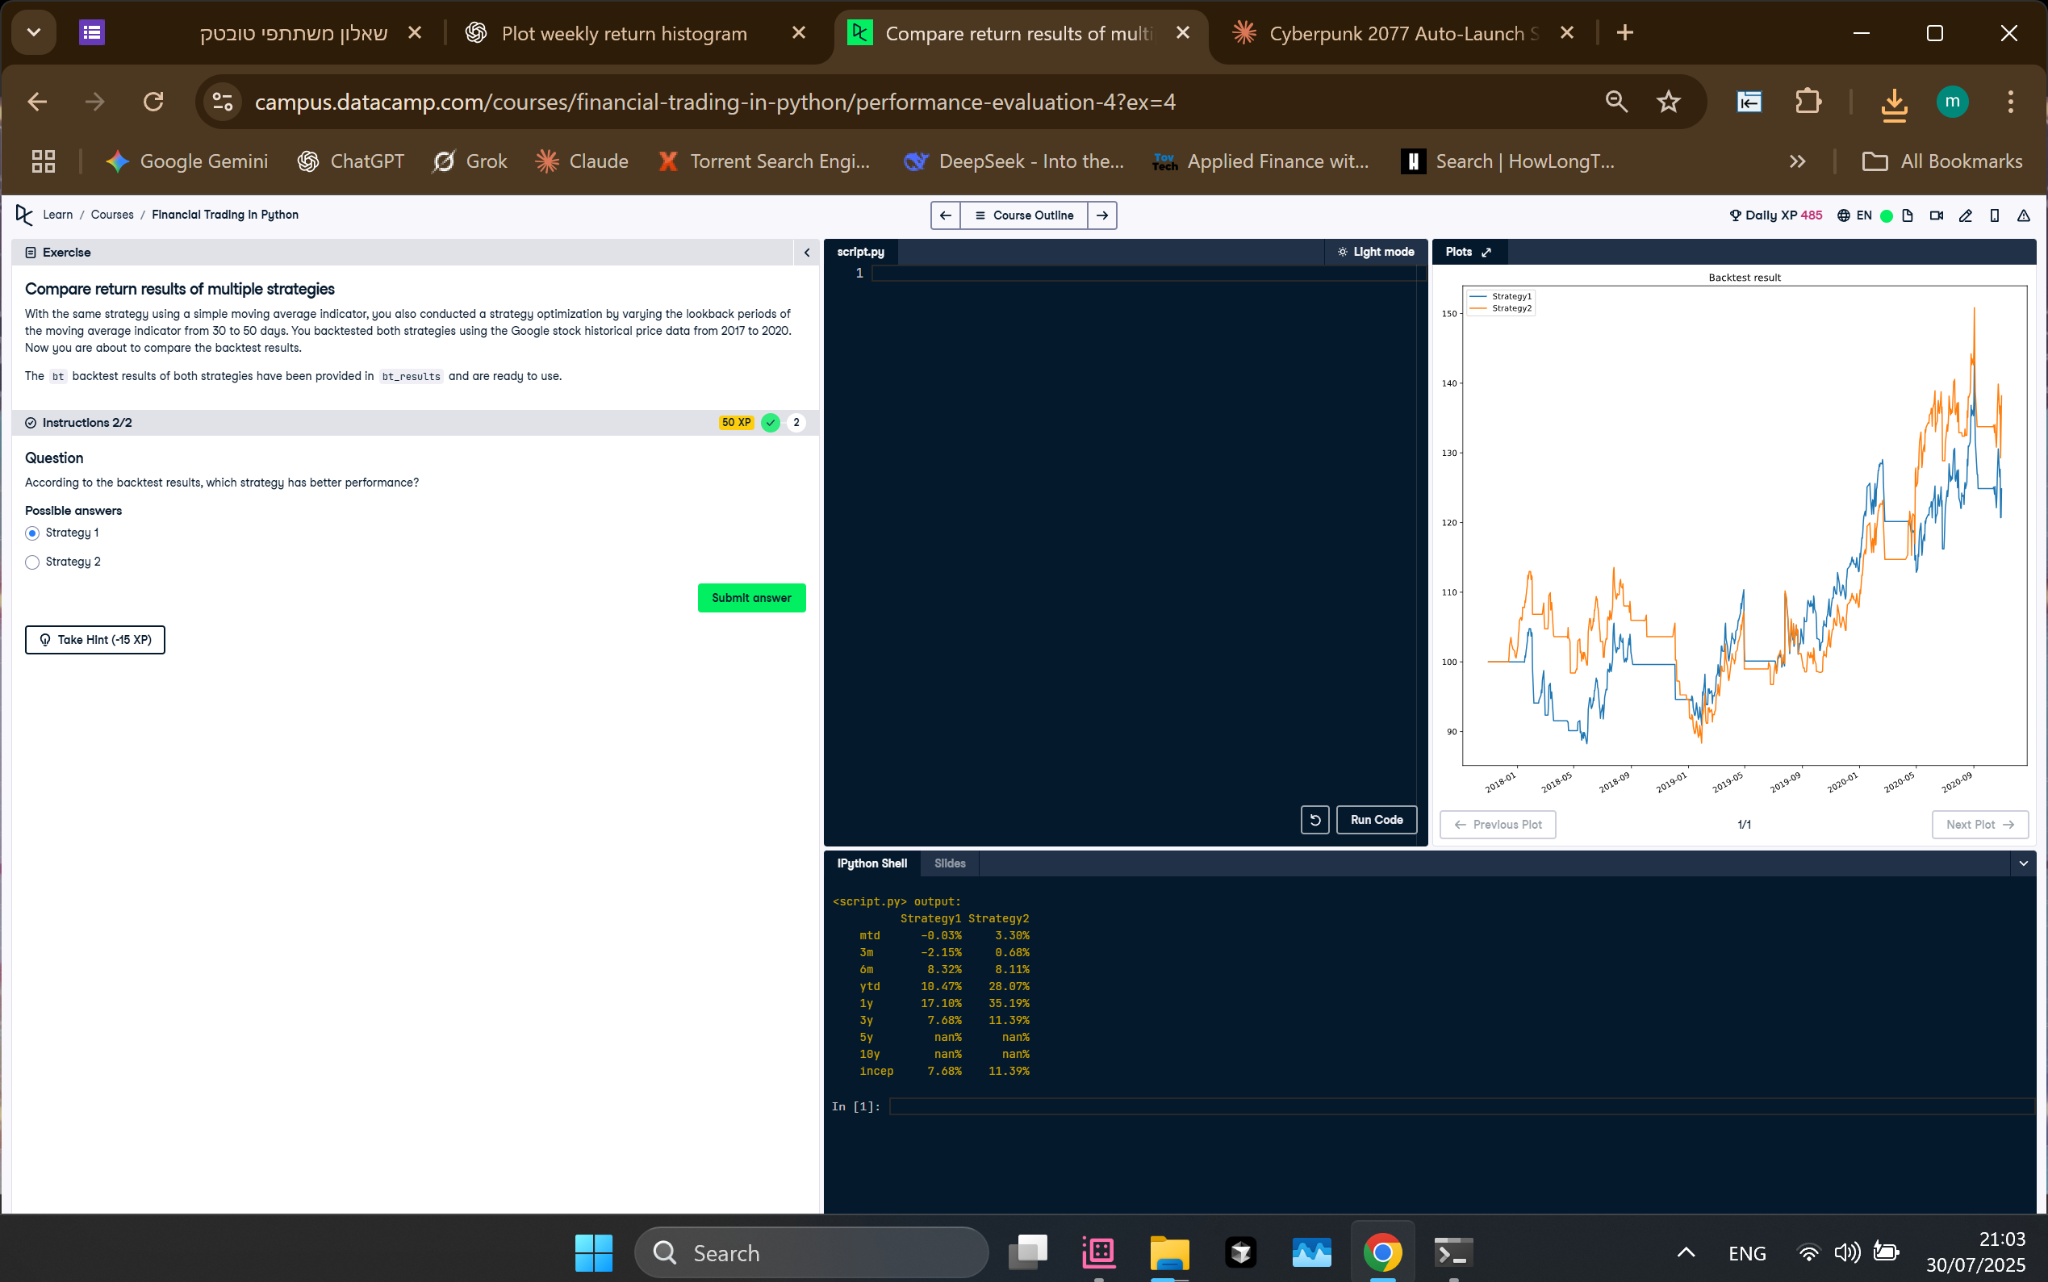 שאלון משתתפי טובטק
Plot weekly return histogram
Compare return results of multi
Cyberpunk 2077 Auto-Launch S
campus.datacamp.com/courses/financial-trading-in-python/performance-evaluation-4?ex=4
m
Google Gemini
ChatGPT
Grok
Claude
Torrent Search Engi...
DeepSeek - Into the...
Tov Tech
Applied Finance wit...
Search | HowLongT...
All Bookmarks
Learn / Courses / Financial Trading in Python
Course Outline
Daily XP 485
EN
Exercise
Compare return results of multiple strategies
With the same strategy using a simple moving average indicator, you also conducted a strategy optimization by varying the lookback periods of
the moving average indicator from 30 to 50 days. You backtested both strategies using the Google stock historical price data from 2017 to 2020.
Now you are about to compare the backtest results.
The bt backtest results of both strategies have been provided in bt_results and are ready to use.
Instructions 2/2
50 XP
2
Question
According to the backtest results, which strategy has better performance?
Possible answers
Strategy 1
Strategy 2
Submit answer
Take Hint (-15 XP)
script.py
Light mode
1
Run Code
Plots
Backtest result
Strategy1
Strategy2
150
140
130
120
110
100
90
2018-01
2018-05
2018-09
2019-01
2019-05
2019-09
2020-01
2020-05
2020-09
Previous Plot
1/1
Next Plot
IPython Shell
Slides
<script.py> output:
Strategy1 Strategy2
mtd -0.03% 3.30%
3m -2.15% 0.68%
6m 8.32% 8.11%
ytd 10.47% 28.07%
1y 17.10% 35.19%
3y 7.68% 11.39%
5y nan% nan%
10y nan% nan%
incep 7.68% 11.39%
In [1]:
Search
ENG
21:03
30/07/2025